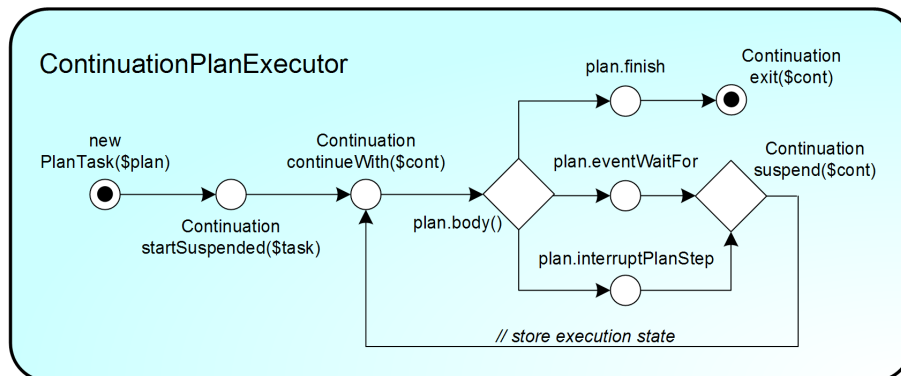 ContinuationPlanExecutor
new
PlanTask($plan)
Continuation
startSuspended($task)
Continuation
continueWith($cont)
plan.body()
plan.finish
Continuation
exit($cont)
plan.eventWaitFor
Continuation
suspend($cont)
plan.interruptPlanStep
// store execution state